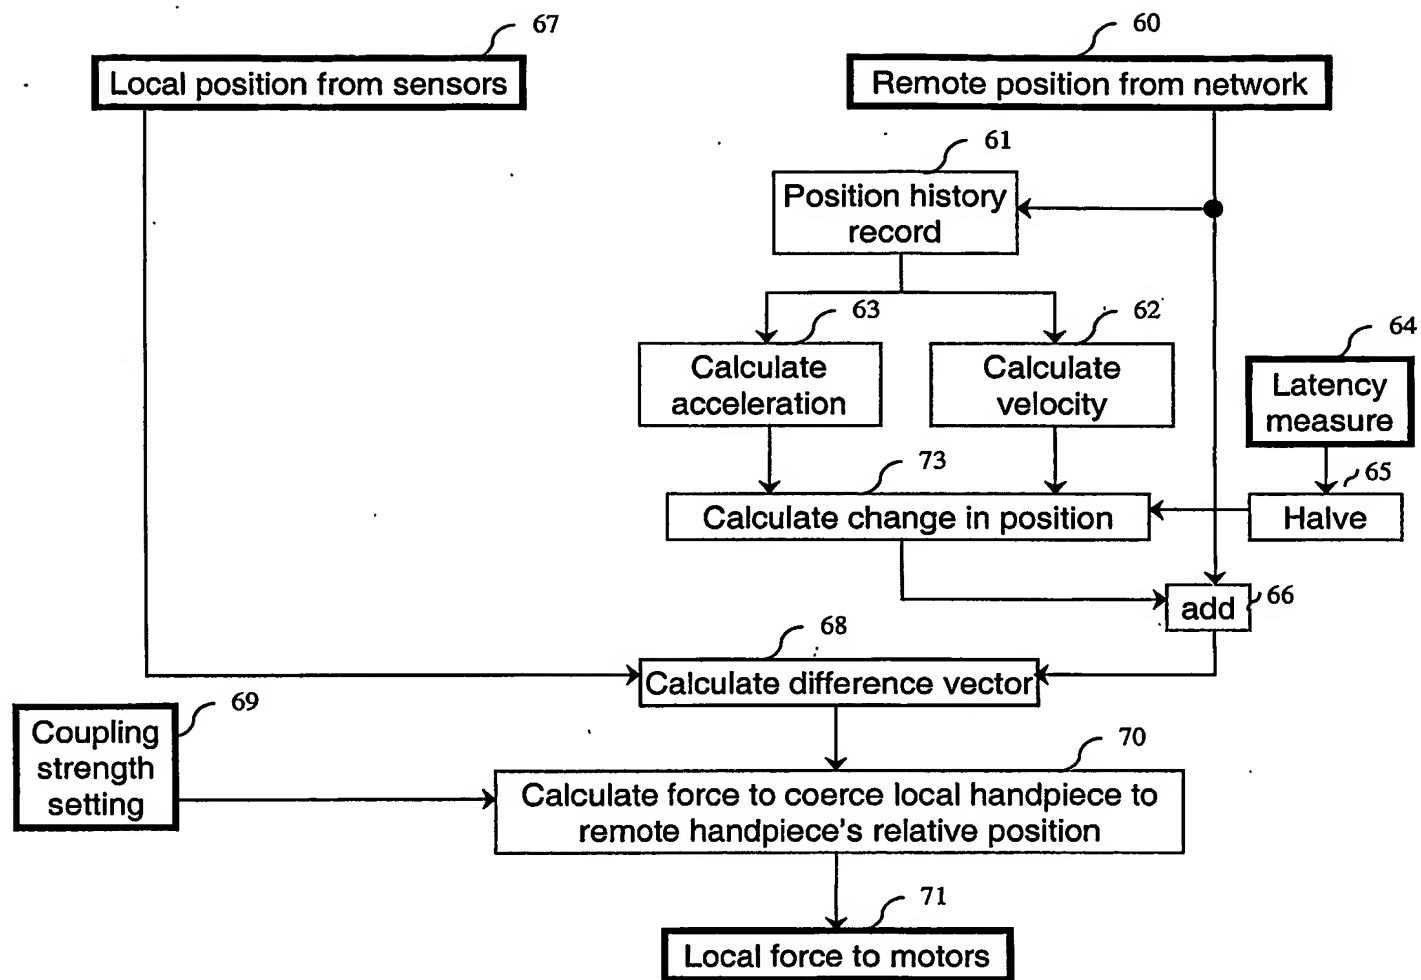 67
60
Local position from sensors
Remote position from network
61
Position history
record
63
62
64
Calculate
acceleration
Calculate
velocity
Latency
measure
73
65
Calculate change in position
Halve
add
66
68
Calculate difference vector
69
Coupling
strength
setting
70
Calculate force to coerce local handpiece to
remote handpiece's relative position
71
Local force to motors